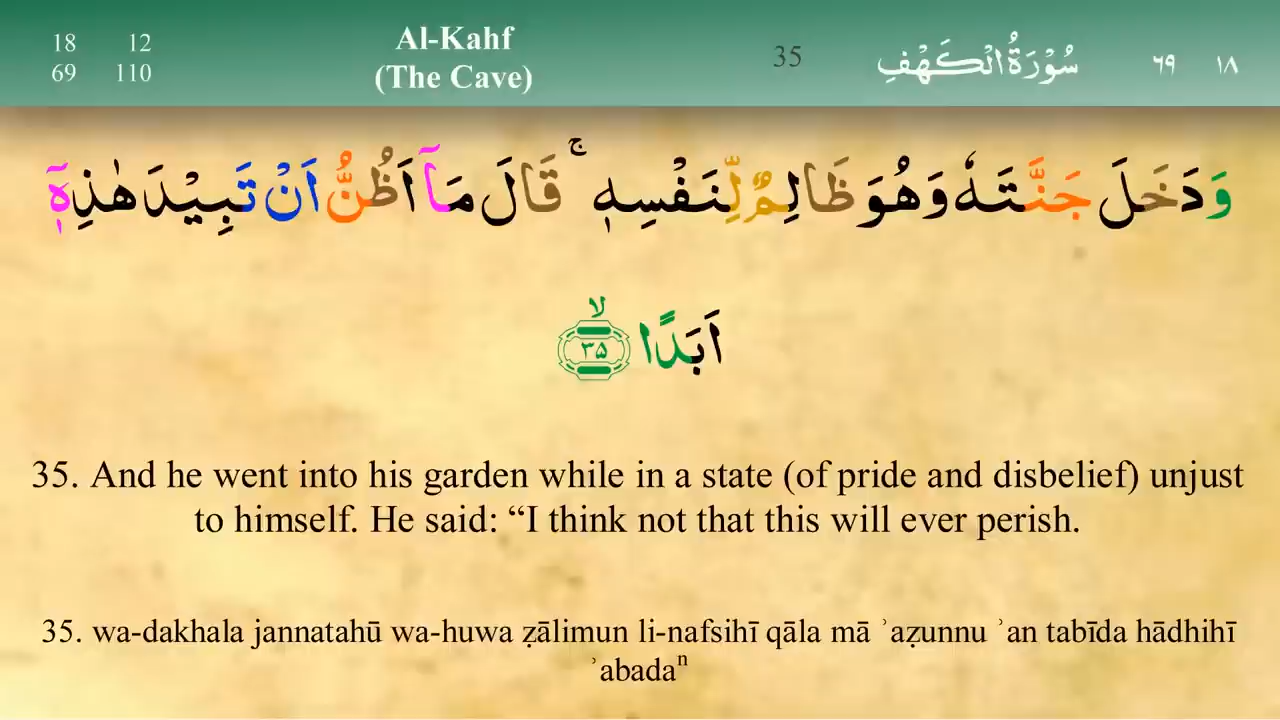 18 12
69 110
Al-Kahf
(The Cave)
35
سُوْرَةُ الْكَهْفِ
٦٩ ١٨
وَدَخَلَ جَنَّتَهٗ وَهُوَ ظَالِمٌ لِّنَفْسِهٖ ۚ قَالَ مَآ اَظُنُّ اَنْ تَبِيْدَ هٰذِهٖٓ
اَبَدًا ۙ ٣٥
35. And he went into his garden while in a state (of pride and disbelief) unjust
to himself. He said: “I think not that this will ever perish.
35. wa-dakhala jannatahū wa-huwa ẓālimun li-nafsihī qāla mā ʾaẓunnu ʾan tabīda hādhihī
ʾabadaⁿ